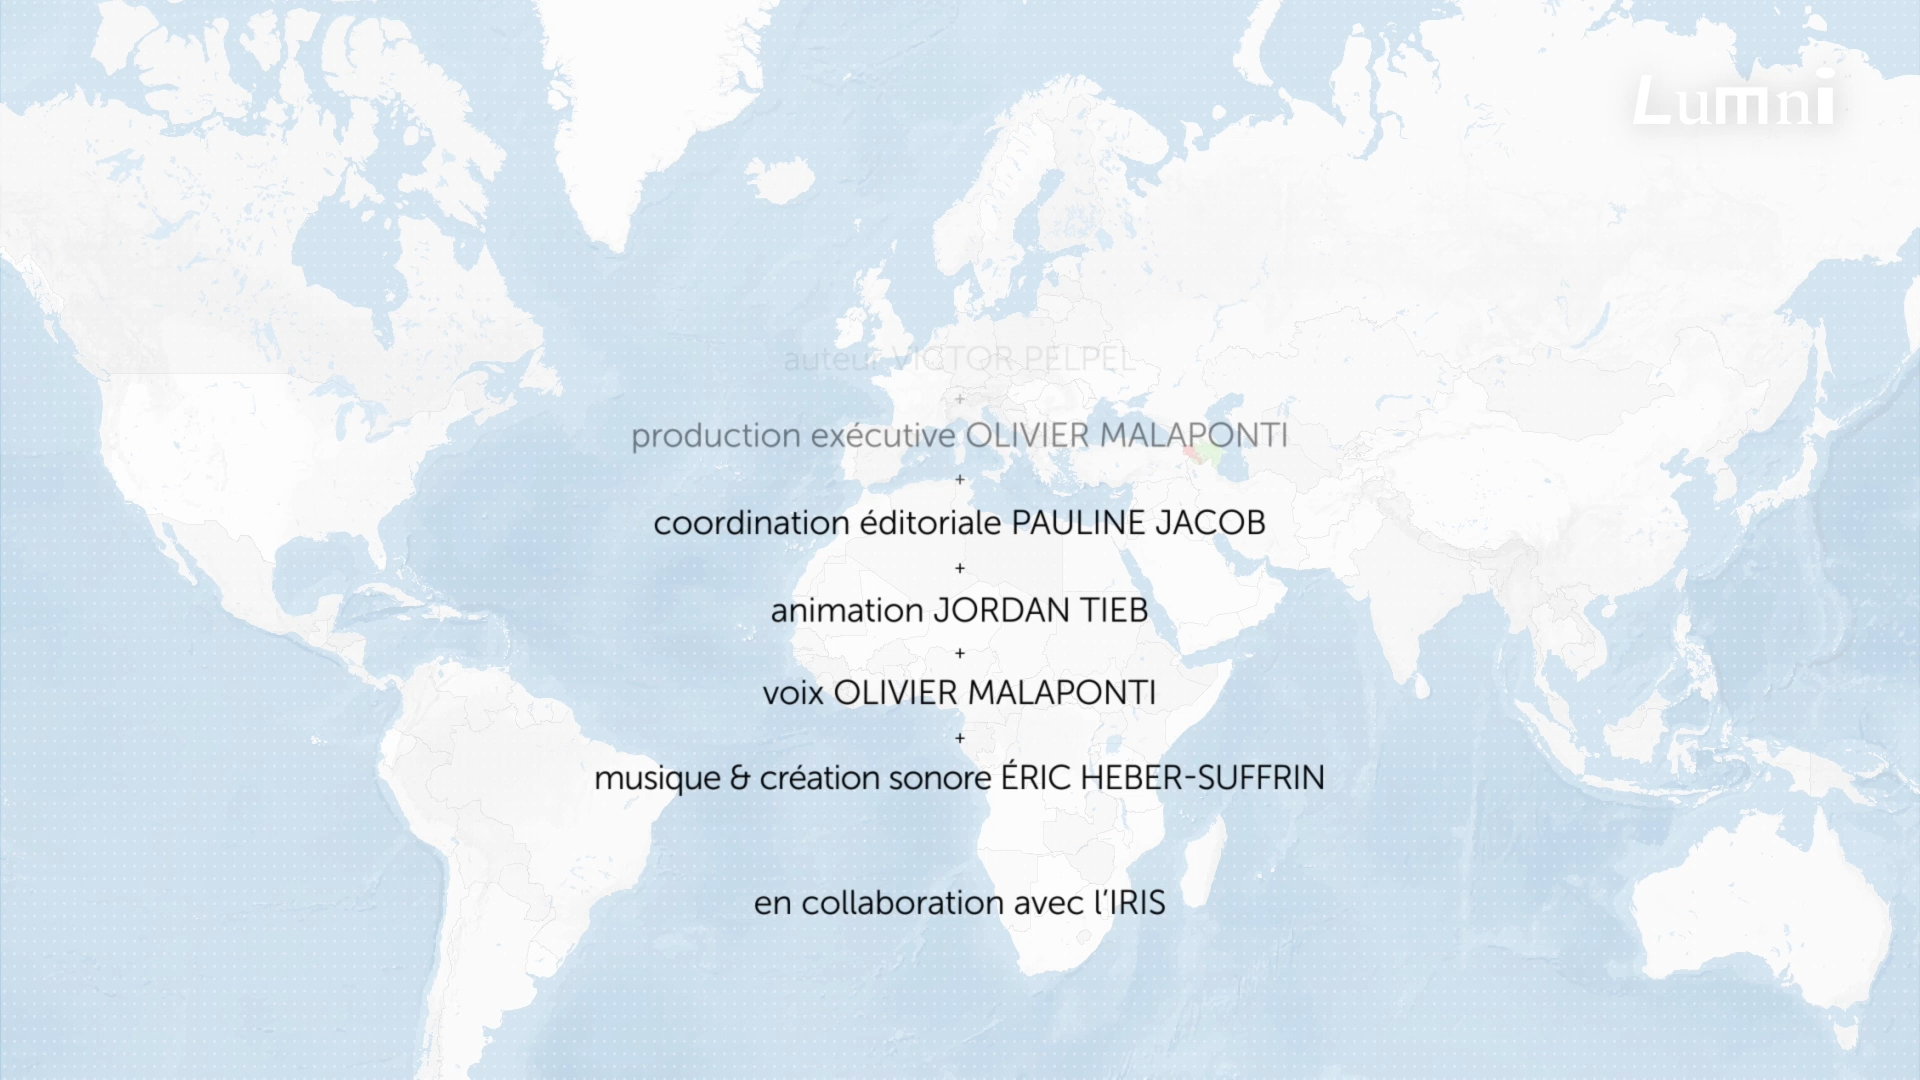 Lumni
auteur VICTOR PELPEL
+
production exécutive OLIVIER MALAPONTI
+
coordination éditoriale PAULINE JACOB
+
animation JORDAN TIEB
+
voix OLIVIER MALAPONTI
+
musique & création sonore ÉRIC HEBER-SUFFRIN
en collaboration avec l’IRIS